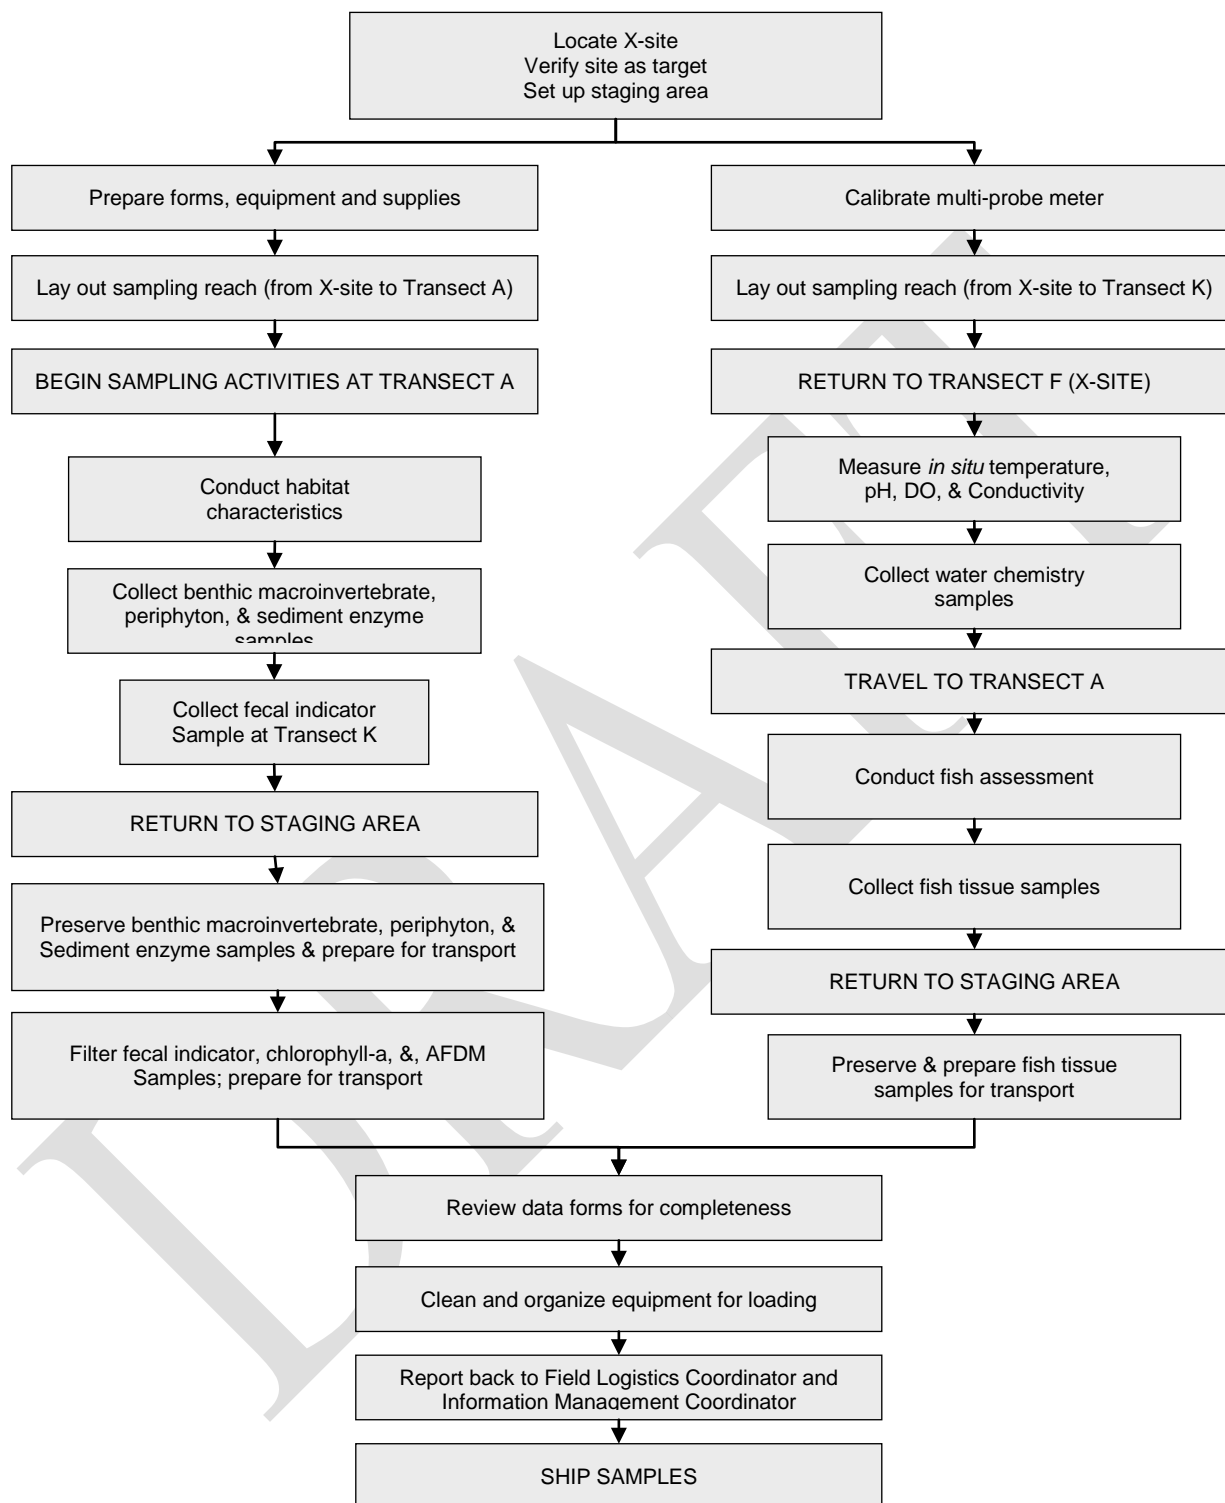 Locate X-site
Verify site as target
Set up staging area
Prepare forms, equipment and supplies
Lay out sampling reach (from X-site to Transect A)
BEGIN SAMPLING ACTIVITIES AT TRANSECT A
Conduct habitat
characteristics
Collect benthic macroinvertebrate,
periphyton, & sediment enzyme
samples
Collect fecal indicator
Sample at Transect K
RETURN TO STAGING AREA
Preserve benthic macroinvertebrate, periphyton, &
Sediment enzyme samples & prepare for transport
Filter fecal indicator, chlorophyll-a, &, AFDM
Samples; prepare for transport
Calibrate multi-probe meter
Lay out sampling reach (from X-site to Transect K)
RETURN TO TRANSECT F (X-SITE)
Measure in situ temperature,
pH, DO, & Conductivity
Collect water chemistry
samples
TRAVEL TO TRANSECT A
Conduct fish assessment
Collect fish tissue samples
RETURN TO STAGING AREA
Preserve & prepare fish tissue
samples for transport
Review data forms for completeness
Clean and organize equipment for loading
Report back to Field Logistics Coordinator and
Information Management Coordinator
SHIP SAMPLES
DRAFT